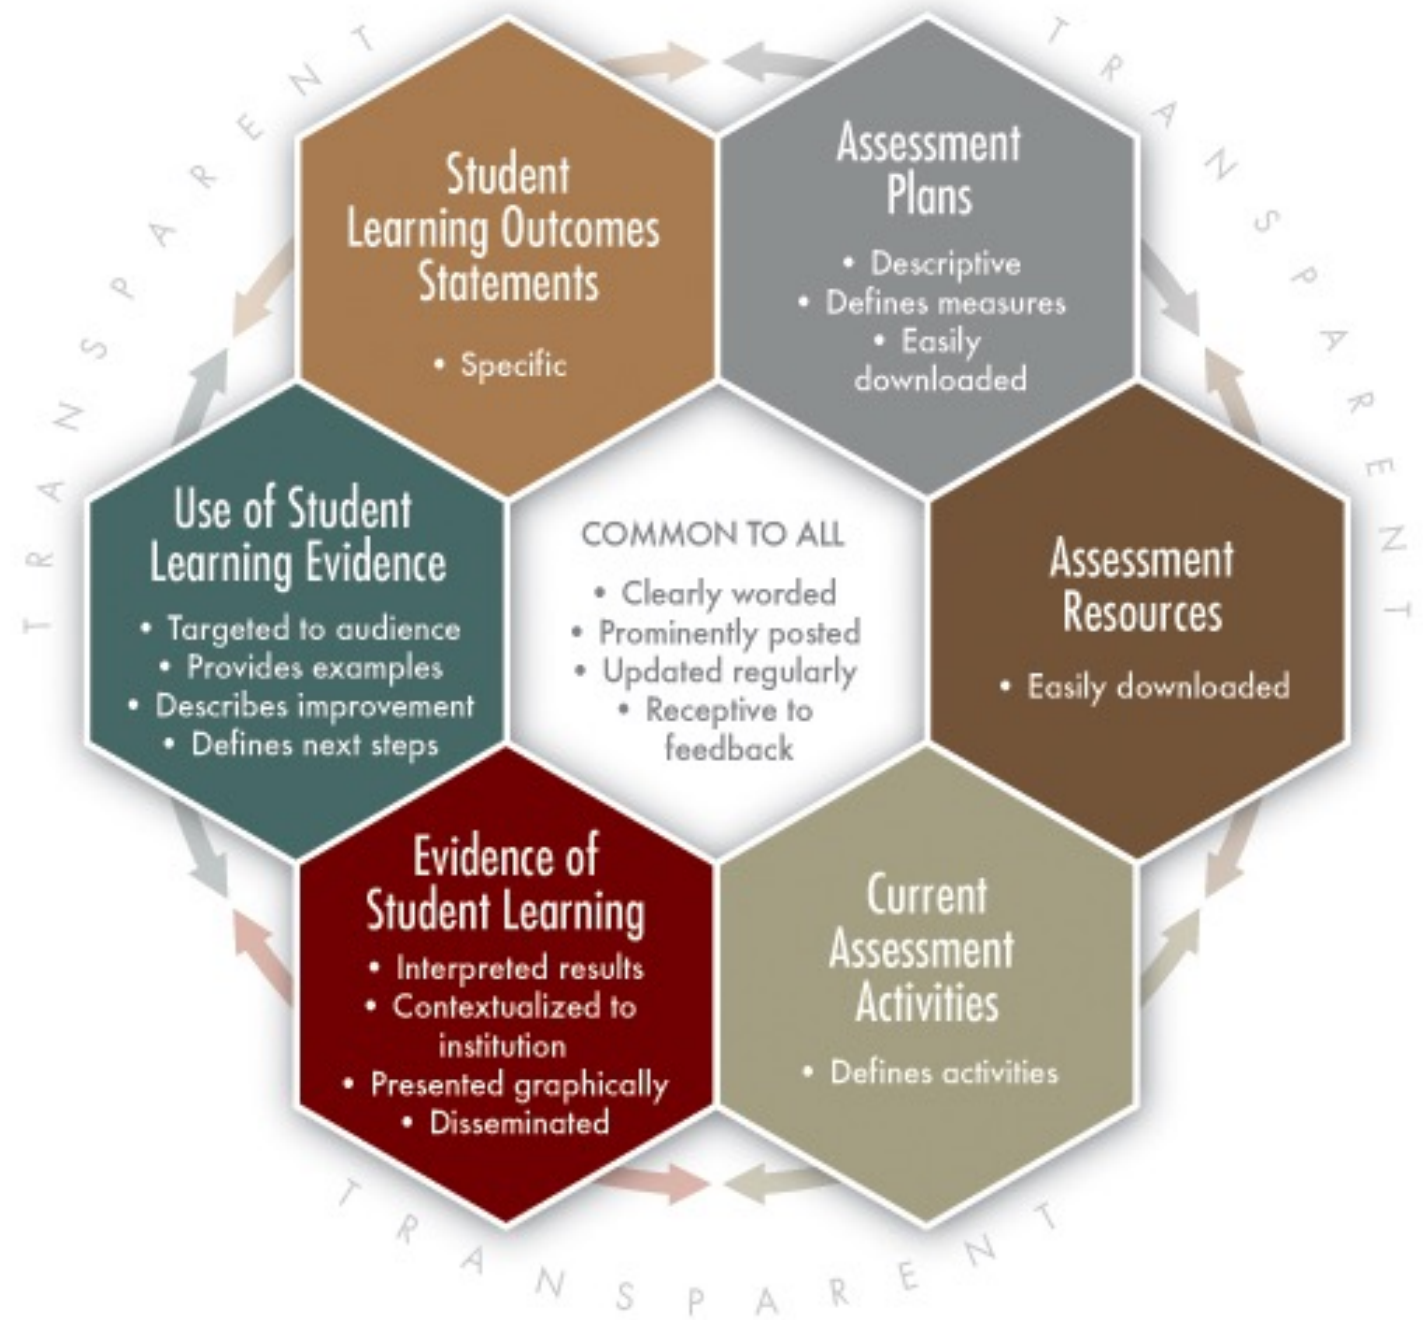 TRANSPARENT
TRANSPARENT
Student
Learning Outcomes
Statements
• Specific
Assessment
Plans
• Descriptive
• Defines measures
• Easily
downloaded
Use of Student
Learning Evidence
• Targeted to audience
• Provides examples
• Describes improvement
• Defines next steps
COMMON TO ALL
• Clearly worded
• Prominently posted
• Updated regularly
• Receptive to
feedback
Assessment
Resources
• Easily downloaded
Evidence of
Student Learning
• Interpreted results
• Contextualized to
institution
• Presented graphically
• Disseminated
Current
Assessment
Activities
• Defines activities
TRANSPARENT